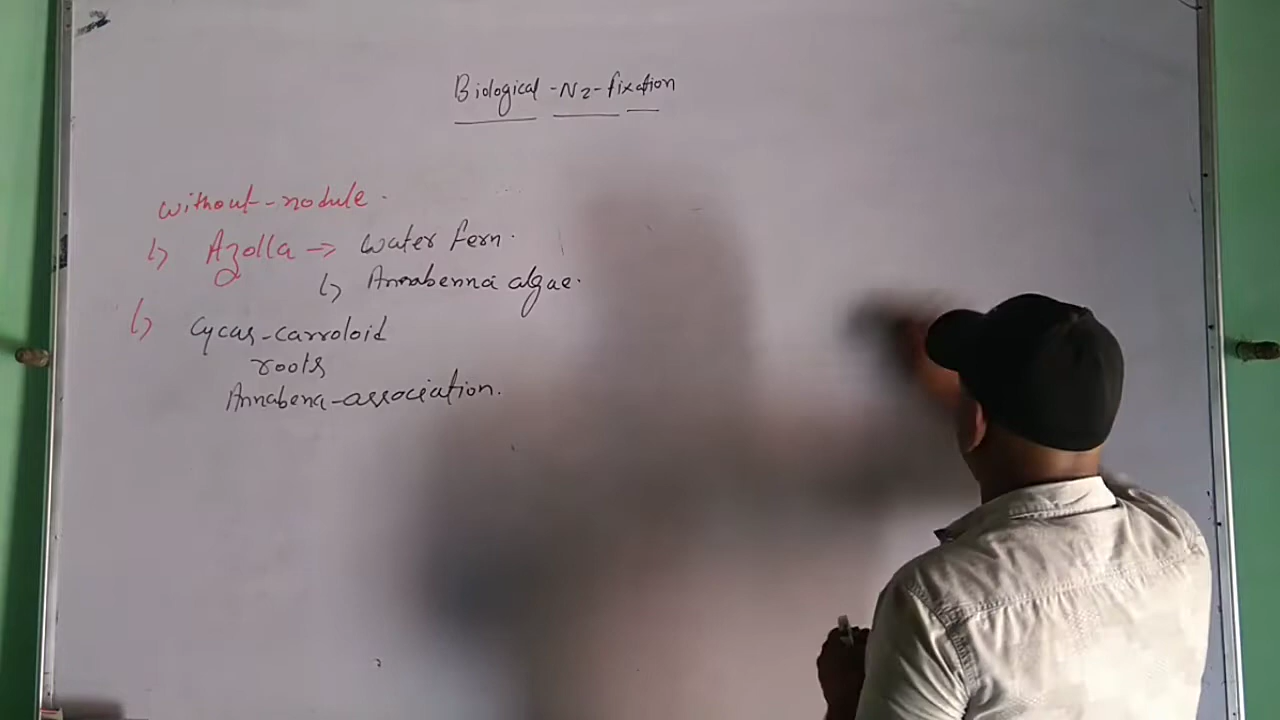 Biological -N2- fixation
without-nodule.
↳ Azolla → water fern.
↳ Annabenna algae.
↳ Cycas-carroloid
roots
Annabena-association.